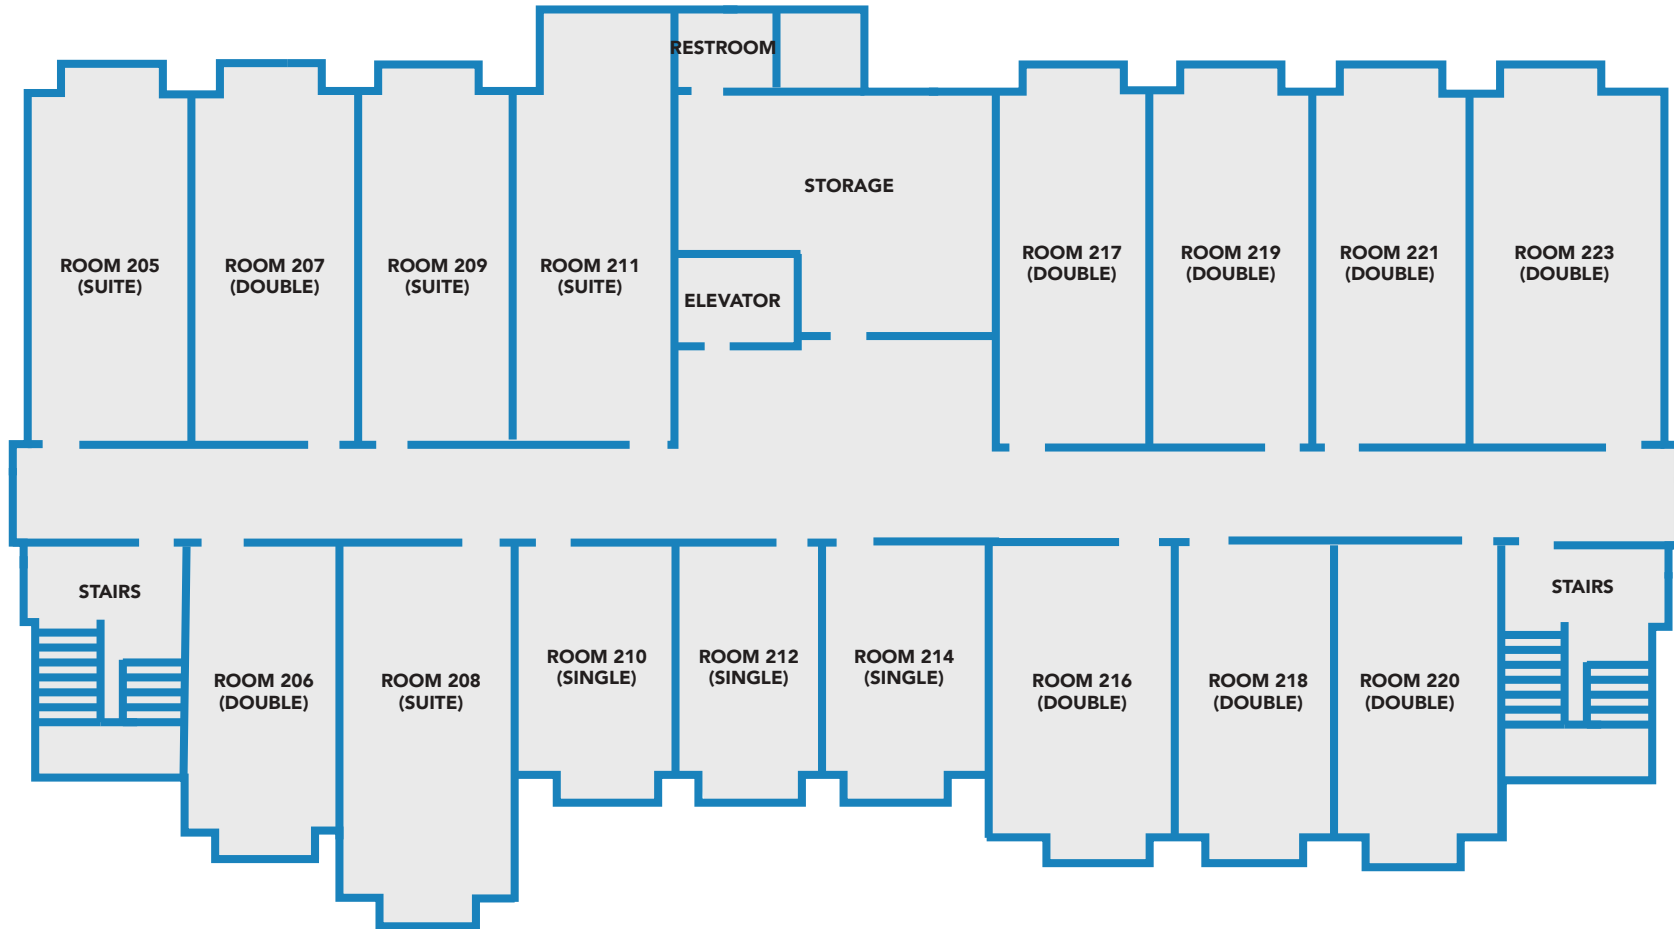 RESTROOM
STORAGE
ROOM 205
(SUITE)
ROOM 207
(DOUBLE)
ROOM 209
(SUITE)
ROOM 211
(SUITE)
ELEVATOR
ROOM 217
(DOUBLE)
ROOM 219
(DOUBLE)
ROOM 221
(DOUBLE)
ROOM 223
(DOUBLE)
STAIRS
ROOM 206
(DOUBLE)
ROOM 208
(SUITE)
ROOM 210
(SINGLE)
ROOM 212
(SINGLE)
ROOM 214
(SINGLE)
ROOM 216
(DOUBLE)
ROOM 218
(DOUBLE)
ROOM 220
(DOUBLE)
STAIRS